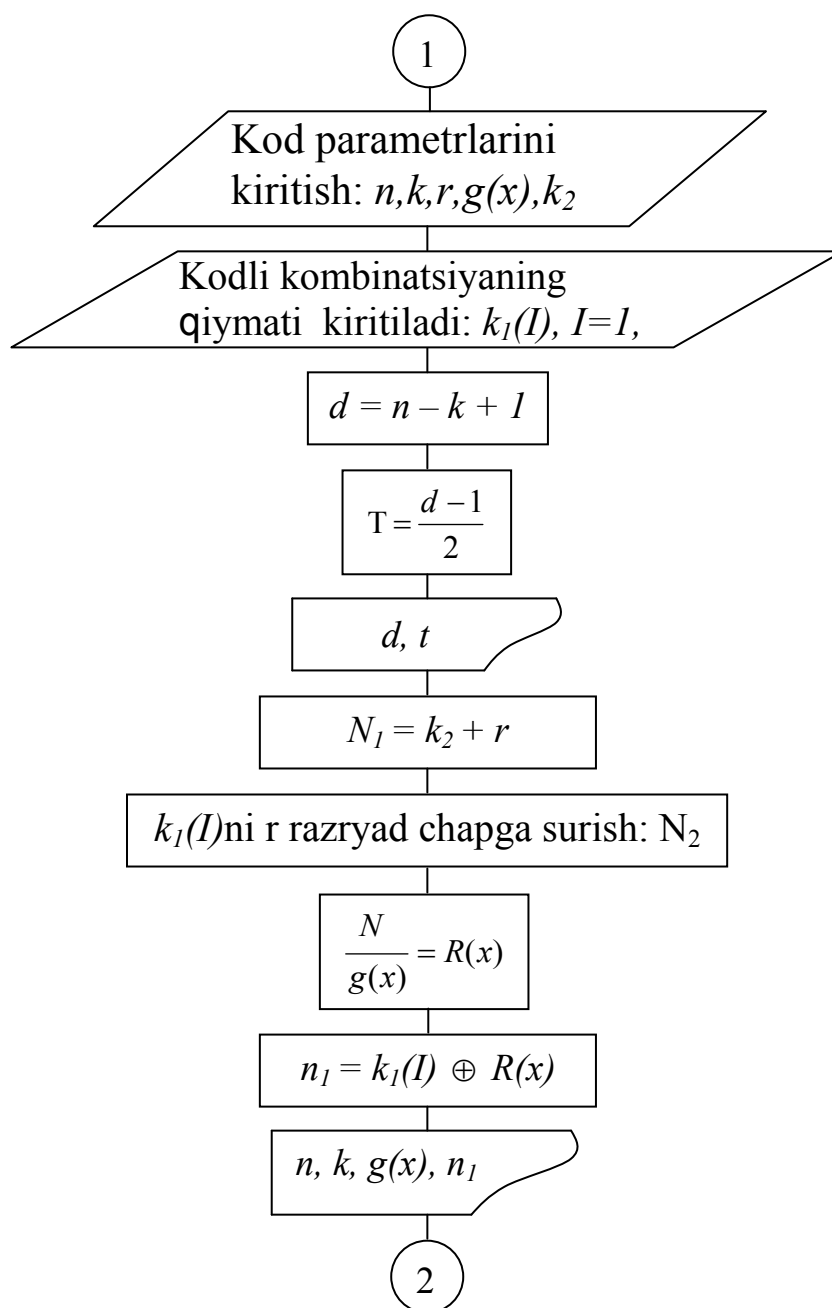 1
Kod parametrlarini
kiritish: n,k,r,g(x),k₂
Kodli kombinatsiyaning
qiymati kiritiladi: k₁(I), I=1,
d = n – k + 1
T = (d – 1)/2
d, t
N₁ = k₂ + r
k₁(I)ni r razryad chapga surish: N₂
N/g(x) = R(x)
n₁ = k₁(I) ⊕ R(x)
n, k, g(x), n₁
2